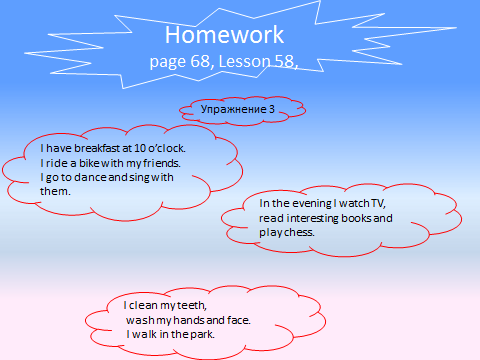 Homework
page 68, Lesson 58,
Упражнение 3
I have breakfast at 10 o'clock.
I ride a bike with my friends.
I go to dance and sing with
them.
In the evening I watch TV,
read interesting books and
play chess.
I clean my teeth,
wash my hands and face.
I walk in the park.